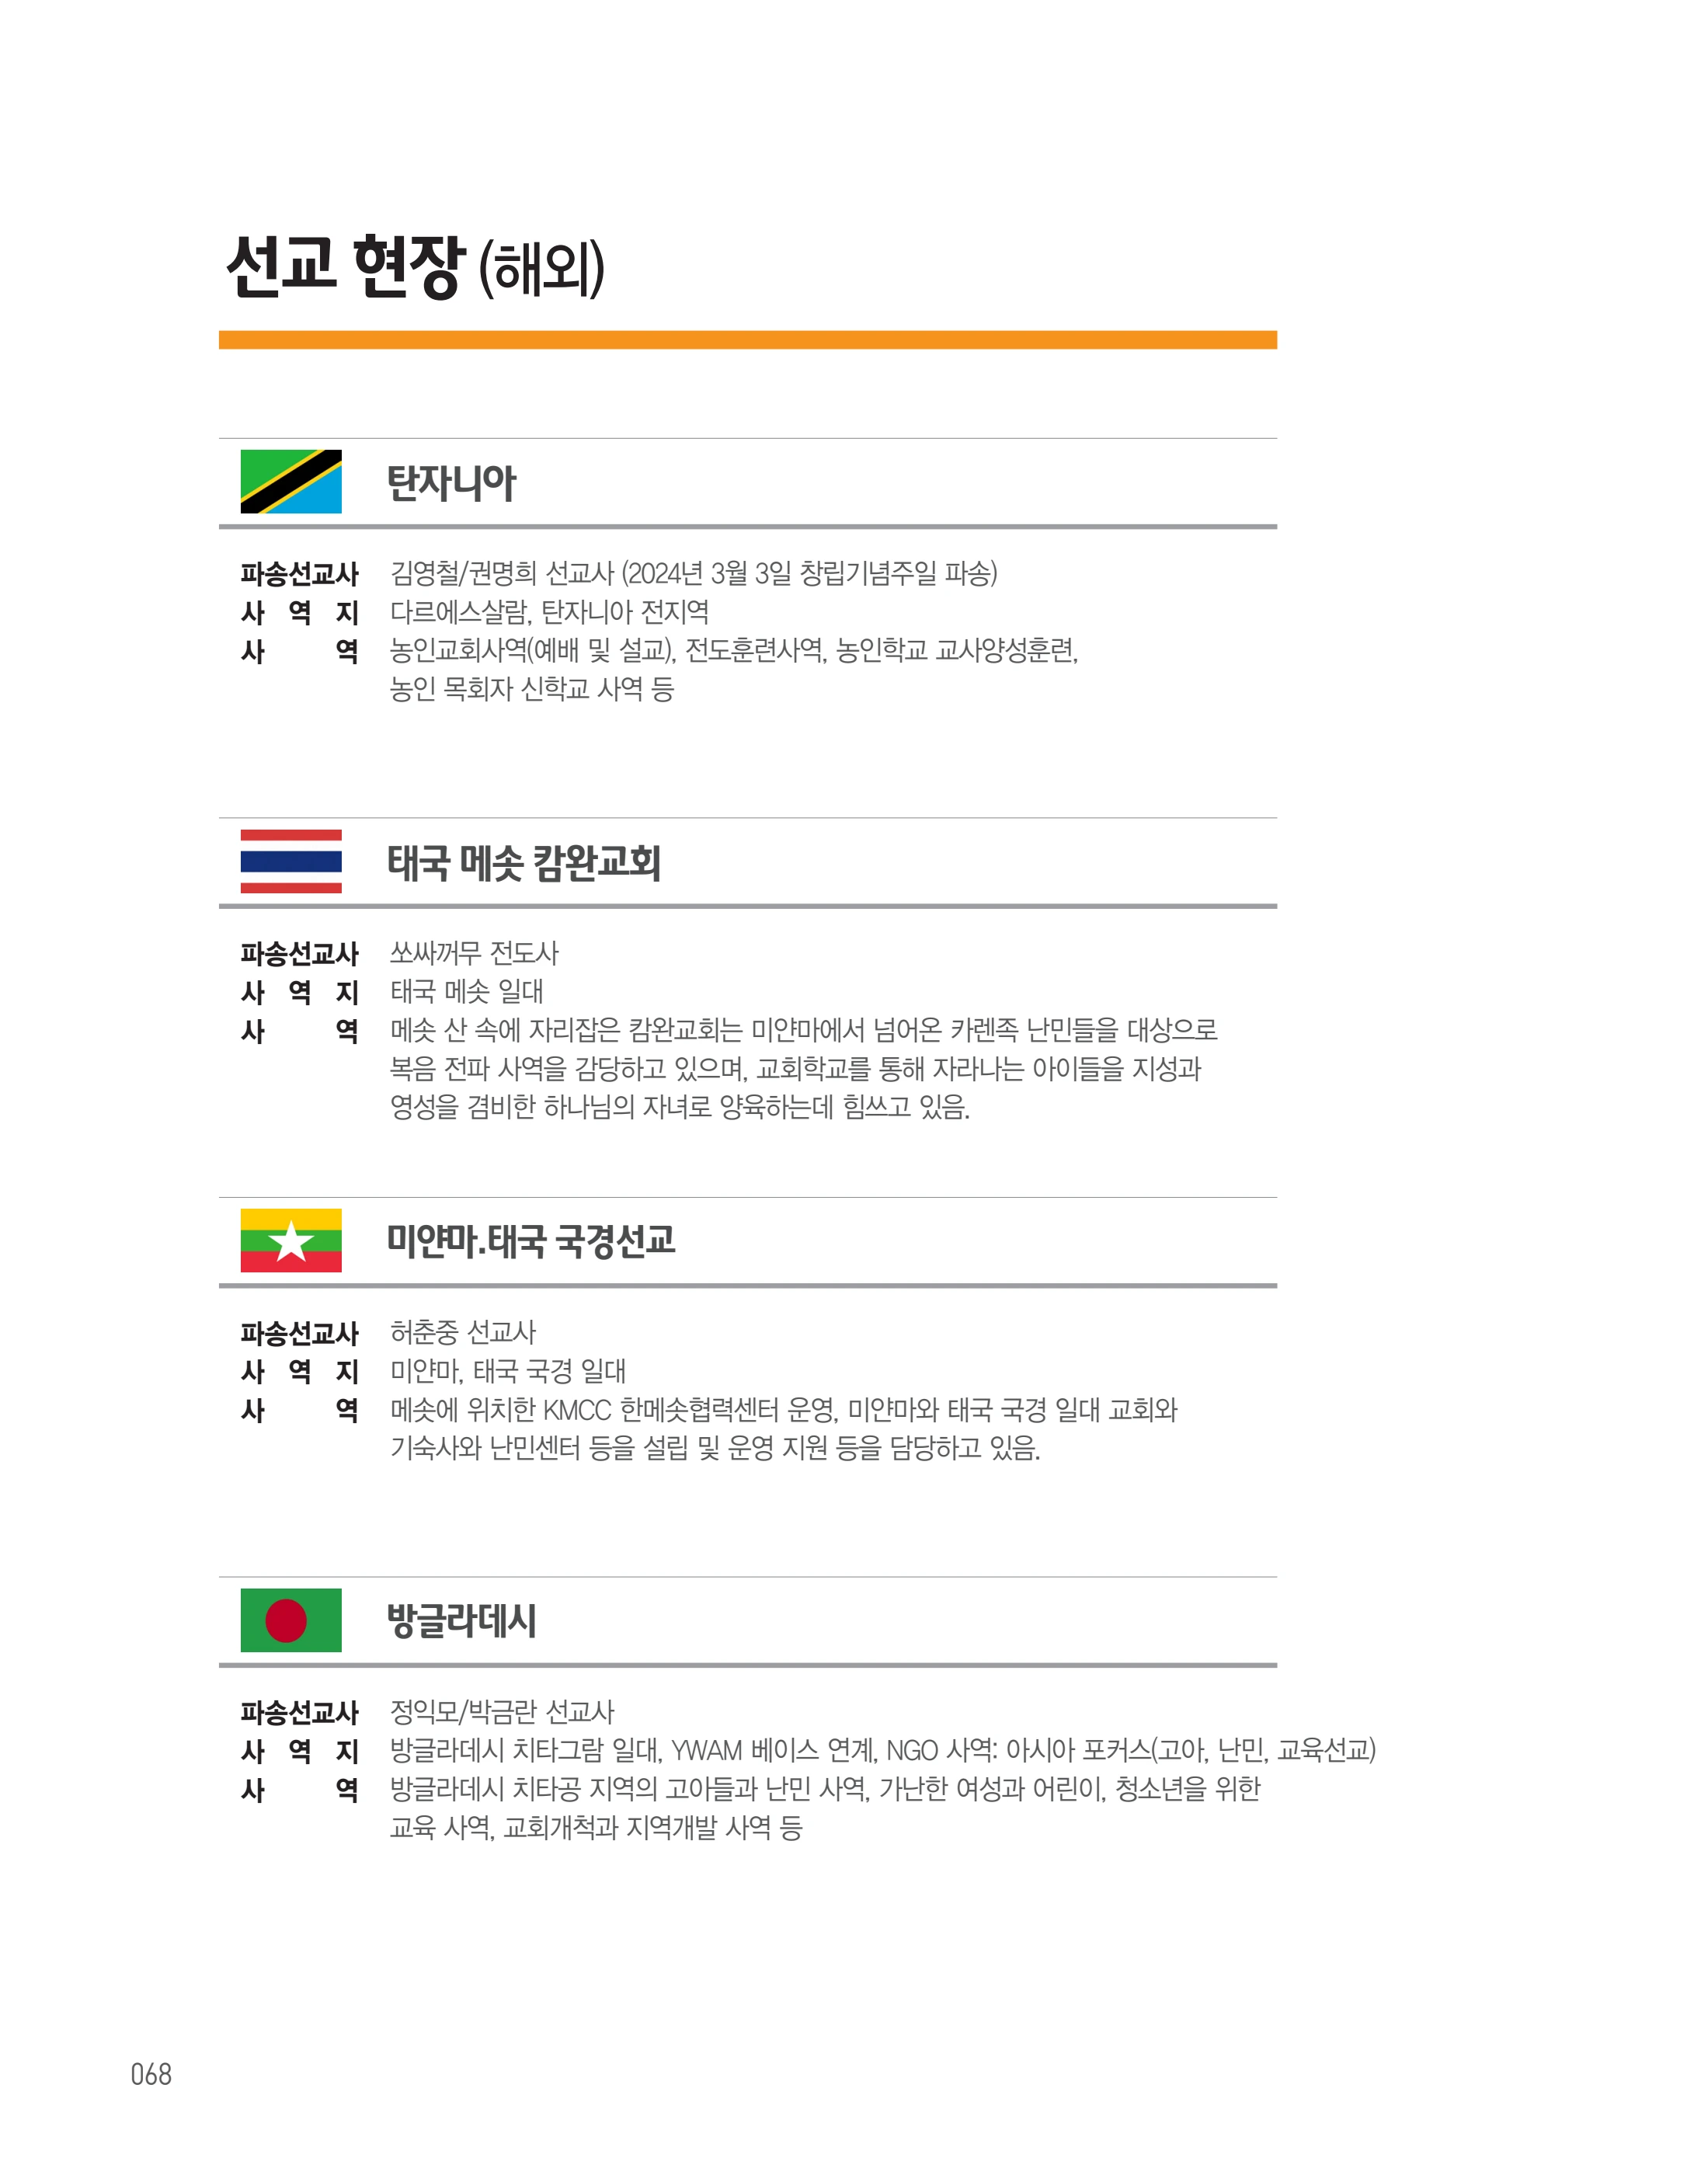 선교 현장 (해외)
탄자니아
파송선교사 김영철/권명희 선교사 (2024년 3월 3일 창립기념주일 파송)
사 역 지 다르에스살람, 탄자니아 전지역
사 역 농인교회사역(예배 및 설교), 전도훈련사역, 농인학교 교사양성훈련,
농인 목회자 신학교 사역 등
태국 메솟 캄완교회
파송선교사 쏘싸꺼무 전도사
사 역 지 태국 메솟 일대
사 역 메솟 산 속에 자리잡은 캄완교회는 미얀마에서 넘어온 카렌족 난민들을 대상으로
복음 전파 사역을 감당하고 있으며, 교회학교를 통해 자라나는 아이들을 지성과
영성을 겸비한 하나님의 자녀로 양육하는데 힘쓰고 있음.
미얀마.태국 국경선교
파송선교사 허춘중 선교사
사 역 지 미얀마, 태국 국경 일대
사 역 메솟에 위치한 KMCC 한메솟협력센터 운영, 미얀마와 태국 국경 일대 교회와
기숙사와 난민센터 등을 설립 및 운영 지원 등을 담당하고 있음.
방글라데시
파송선교사 정익모/박금란 선교사
사 역 지 방글라데시 치타그람 일대, YWAM 베이스 연계, NGO 사역: 아시아 포커스(고아, 난민, 교육선교)
사 역 방글라데시 치타공 지역의 고아들과 난민 사역, 가난한 여성과 어린이, 청소년을 위한
교육 사역, 교회개척과 지역개발 사역 등
068